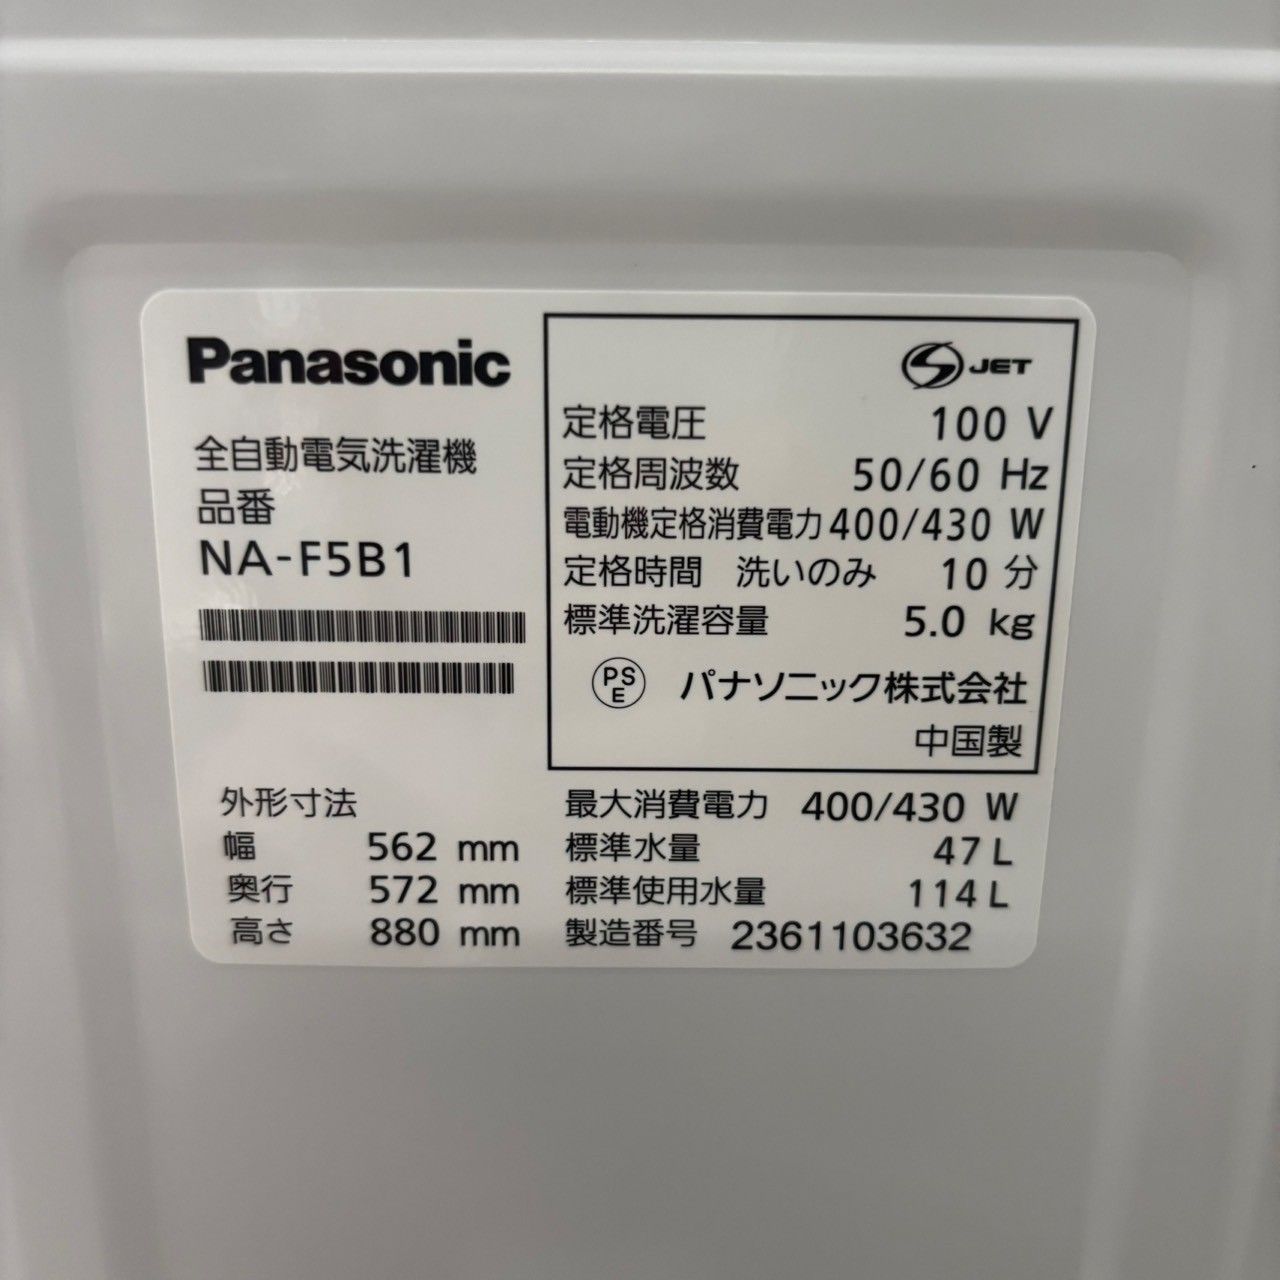 Panasonic
全自動電気洗濯機
品番
NA-F5B1
S JET
定格電圧 100 V
定格周波数 50/60 Hz
電動機定格消費電力 400/430 W
定格時間 洗いのみ 10 分
標準洗濯容量 5.0 kg
PS E パナソニック株式会社
中国製
外形寸法
幅 562 mm
奥行 572 mm
高さ 880 mm
最大消費電力 400/430 W
標準水量 47 L
標準使用水量 114 L
製造番号 2361103632